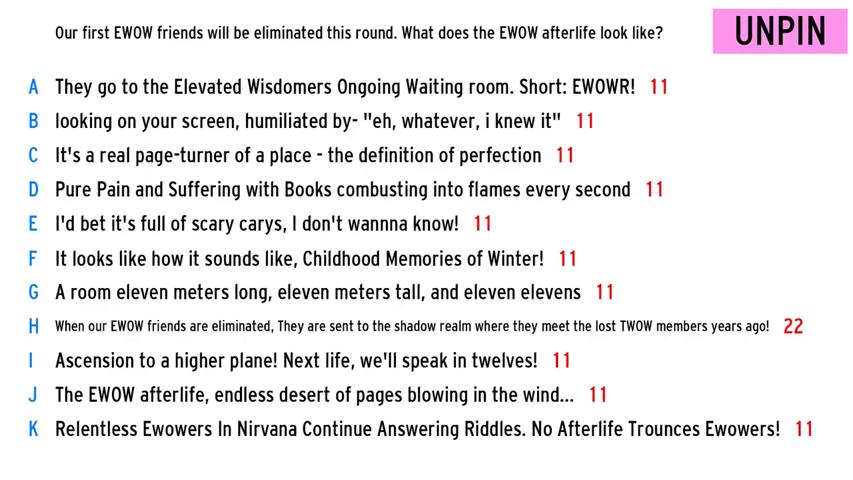 Our first EWOW friends will be eliminated this round. What does the EWOW afterlife look like?
UNPIN
A They go to the Elevated Wisdomers Ongoing Waiting room. Short: EWOWR! 11
B looking on your screen, humiliated by- "eh, whatever, i knew it" 11
C It's a real page-turner of a place - the definition of perfection 11
D Pure Pain and Suffering with Books combusting into flames every second 11
E I'd bet it's full of scary carys, I don't wannna know! 11
F It looks like how it sounds like, Childhood Memories of Winter! 11
G A room eleven meters long, eleven meters tall, and eleven elevens 11
H When our EWOW friends are eliminated, They are sent to the shadow realm where they meet the lost TWOW members years ago! 22
I Ascension to a higher plane! Next life, we'll speak in twelves! 11
J The EWOW afterlife, endless desert of pages blowing in the wind... 11
K Relentless Ewowers In Nirvana Continue Answering Riddles. No Afterlife Trounces Ewowers! 11